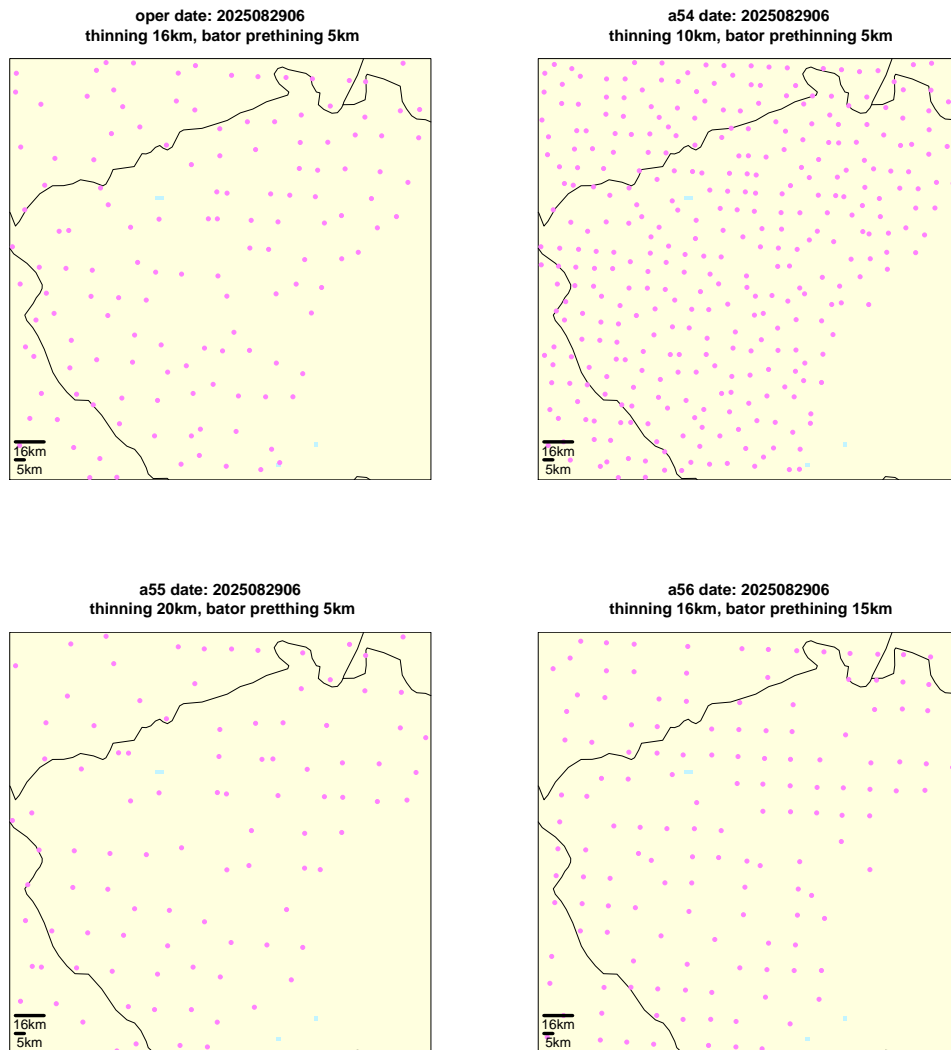 oper date: 2025082906
thinning 16km, bator prethining 5km
16km
5km
a54 date: 2025082906
thinning 10km, bator prethinning 5km
16km
5km
a55 date: 2025082906
thinning 20km, bator pretthing 5km
16km
5km
a56 date: 2025082906
thinning 16km, bator prethining 15km
16km
5km